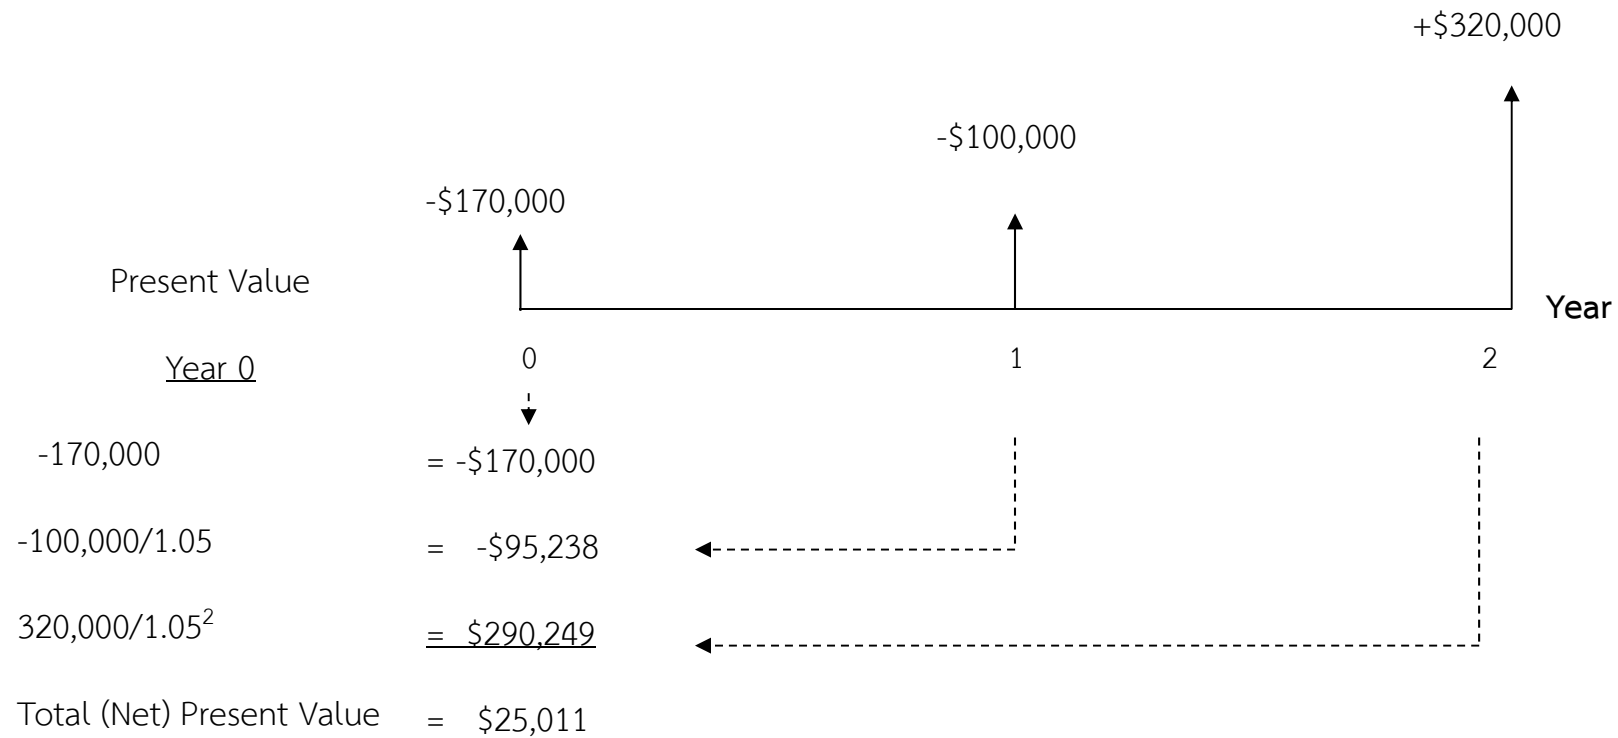 +$320,000
-$100,000
-$170,000
Present Value
Year
Year 0
0 1 2
-170,000 = -$170,000
-100,000/1.05 = -$95,238
320,000/1.05² = $290,249
Total (Net) Present Value = $25,011